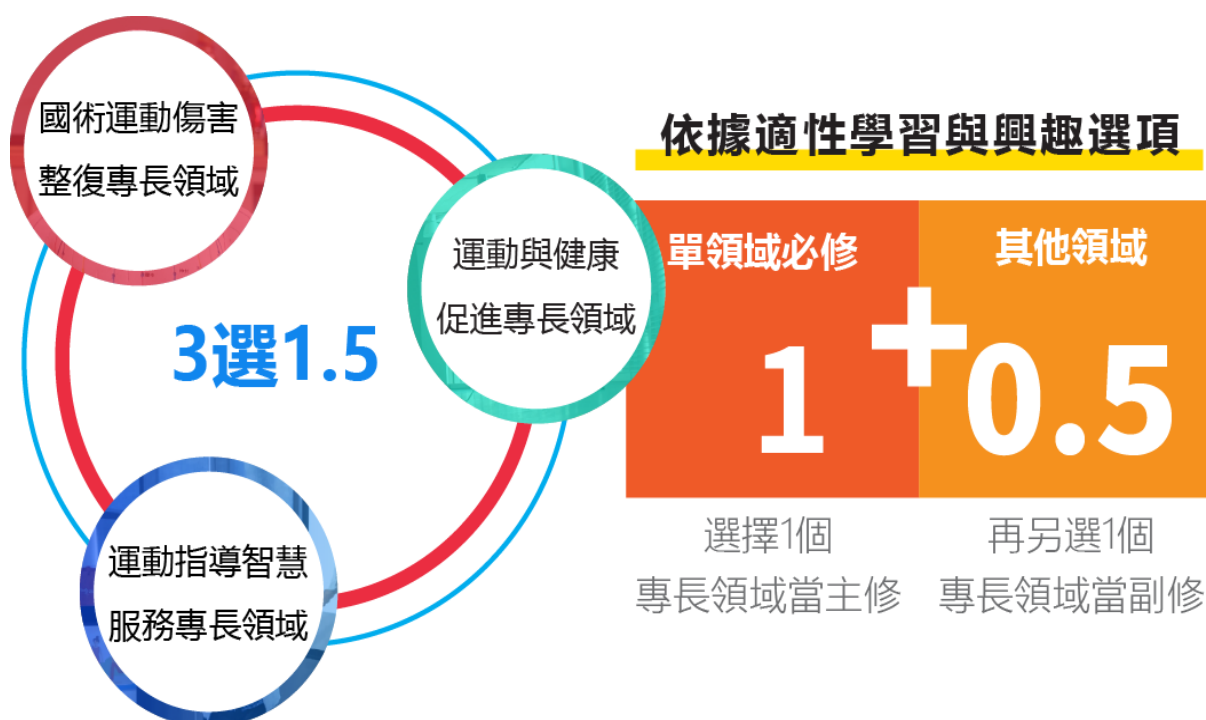 國術運動傷害
整復專長領域
運動與健康
促進專長領域
3選1.5
運動指導智慧
服務專長領域
依據適性學習與興趣選項
單領域必修
1
+
其他領域
0.5
選擇1個
專長領域當主修
再另選1個
專長領域當副修